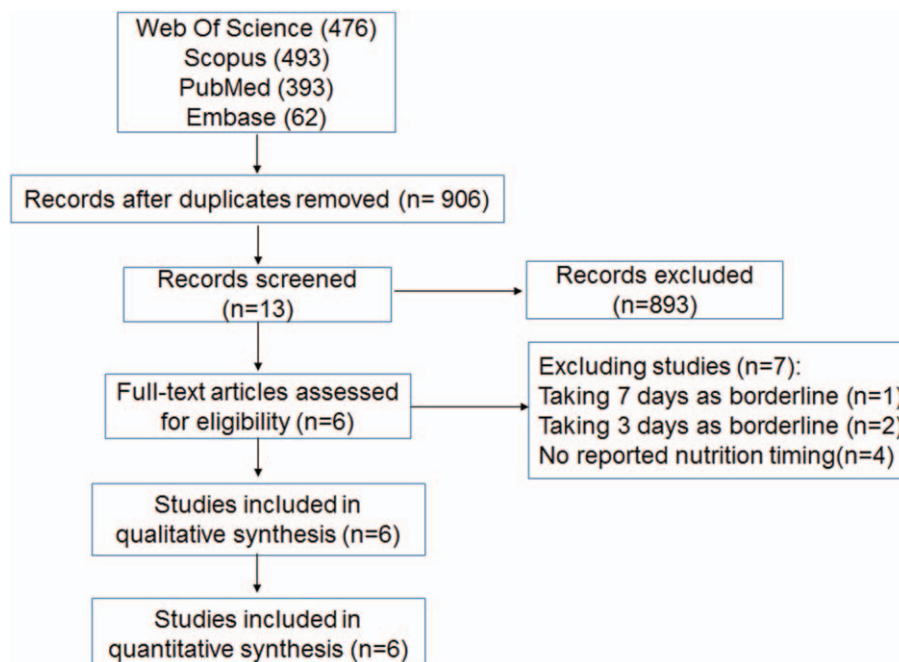 Web Of Science (476)
Scopus (493)
PubMed (393)
Embase (62)
Records after duplicates removed (n= 906)
Records screened
(n=13)
Records excluded
(n=893)
Full-text articles assessed
for eligibility (n=6)
Excluding studies (n=7):
Taking 7 days as borderline (n=1)
Taking 3 days as borderline (n=2)
No reported nutrition timing(n=4)
Studies included in
qualitative synthesis (n=6)
Studies included in
quantitative synthesis (n=6)